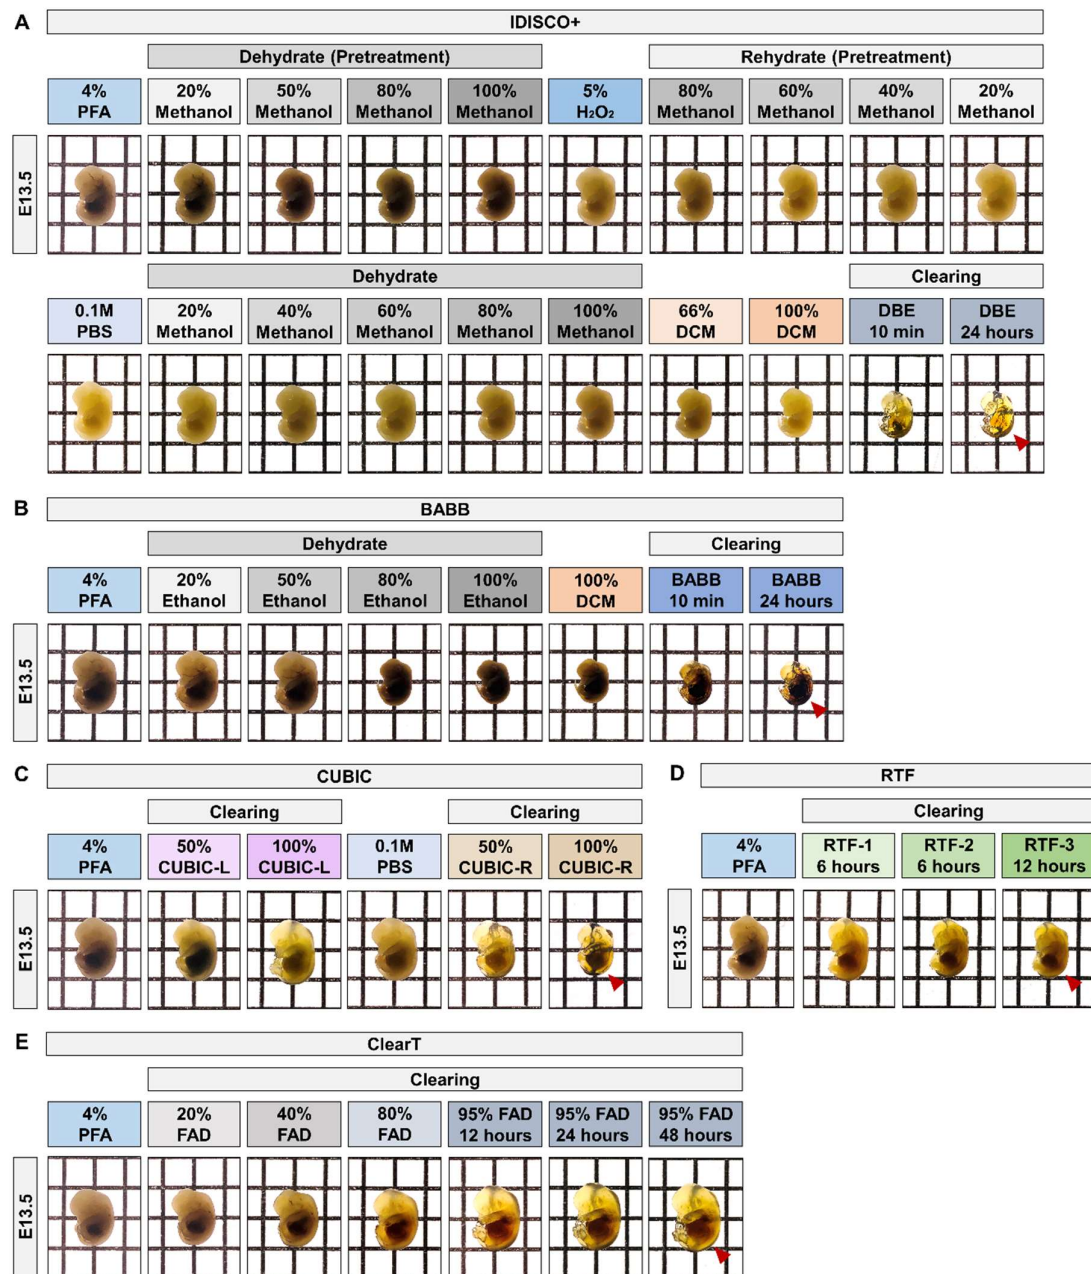 A
IDISCO+
Dehydrate (Pretreatment)
Rehydrate (Pretreatment)
4% PFA
20% Methanol
50% Methanol
80% Methanol
100% Methanol
5% H₂O₂
80% Methanol
60% Methanol
40% Methanol
20% Methanol
E13.5
Dehydrate
Clearing
0.1M PBS
20% Methanol
40% Methanol
60% Methanol
80% Methanol
100% Methanol
66% DCM
100% DCM
DBE 10 min
DBE 24 hours
B
BABB
Dehydrate
Clearing
4% PFA
20% Ethanol
50% Ethanol
80% Ethanol
100% Ethanol
100% DCM
BABB 10 min
BABB 24 hours
E13.5
C
CUBIC
Clearing
Clearing
4% PFA
50% CUBIC-L
100% CUBIC-L
0.1M PBS
50% CUBIC-R
100% CUBIC-R
E13.5
D
RTF
Clearing
4% PFA
RTF-1 6 hours
RTF-2 6 hours
RTF-3 12 hours
E13.5
E
ClearT
Clearing
4% PFA
20% FAD
40% FAD
80% FAD
95% FAD 12 hours
95% FAD 24 hours
95% FAD 48 hours
E13.5